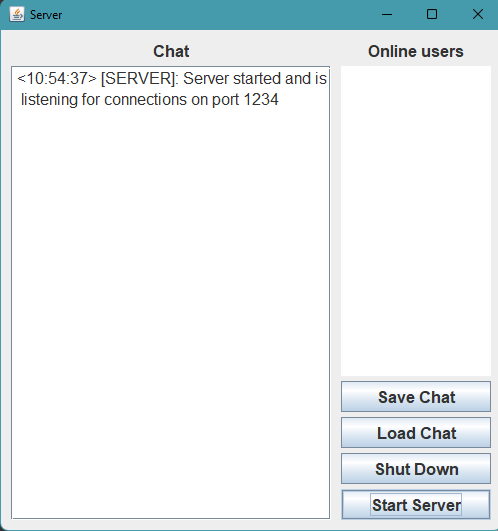 Server
Chat
Online users
<10:54:37> [SERVER]: Server started and is
listening for connections on port 1234
Save Chat
Load Chat
Shut Down
Start Server